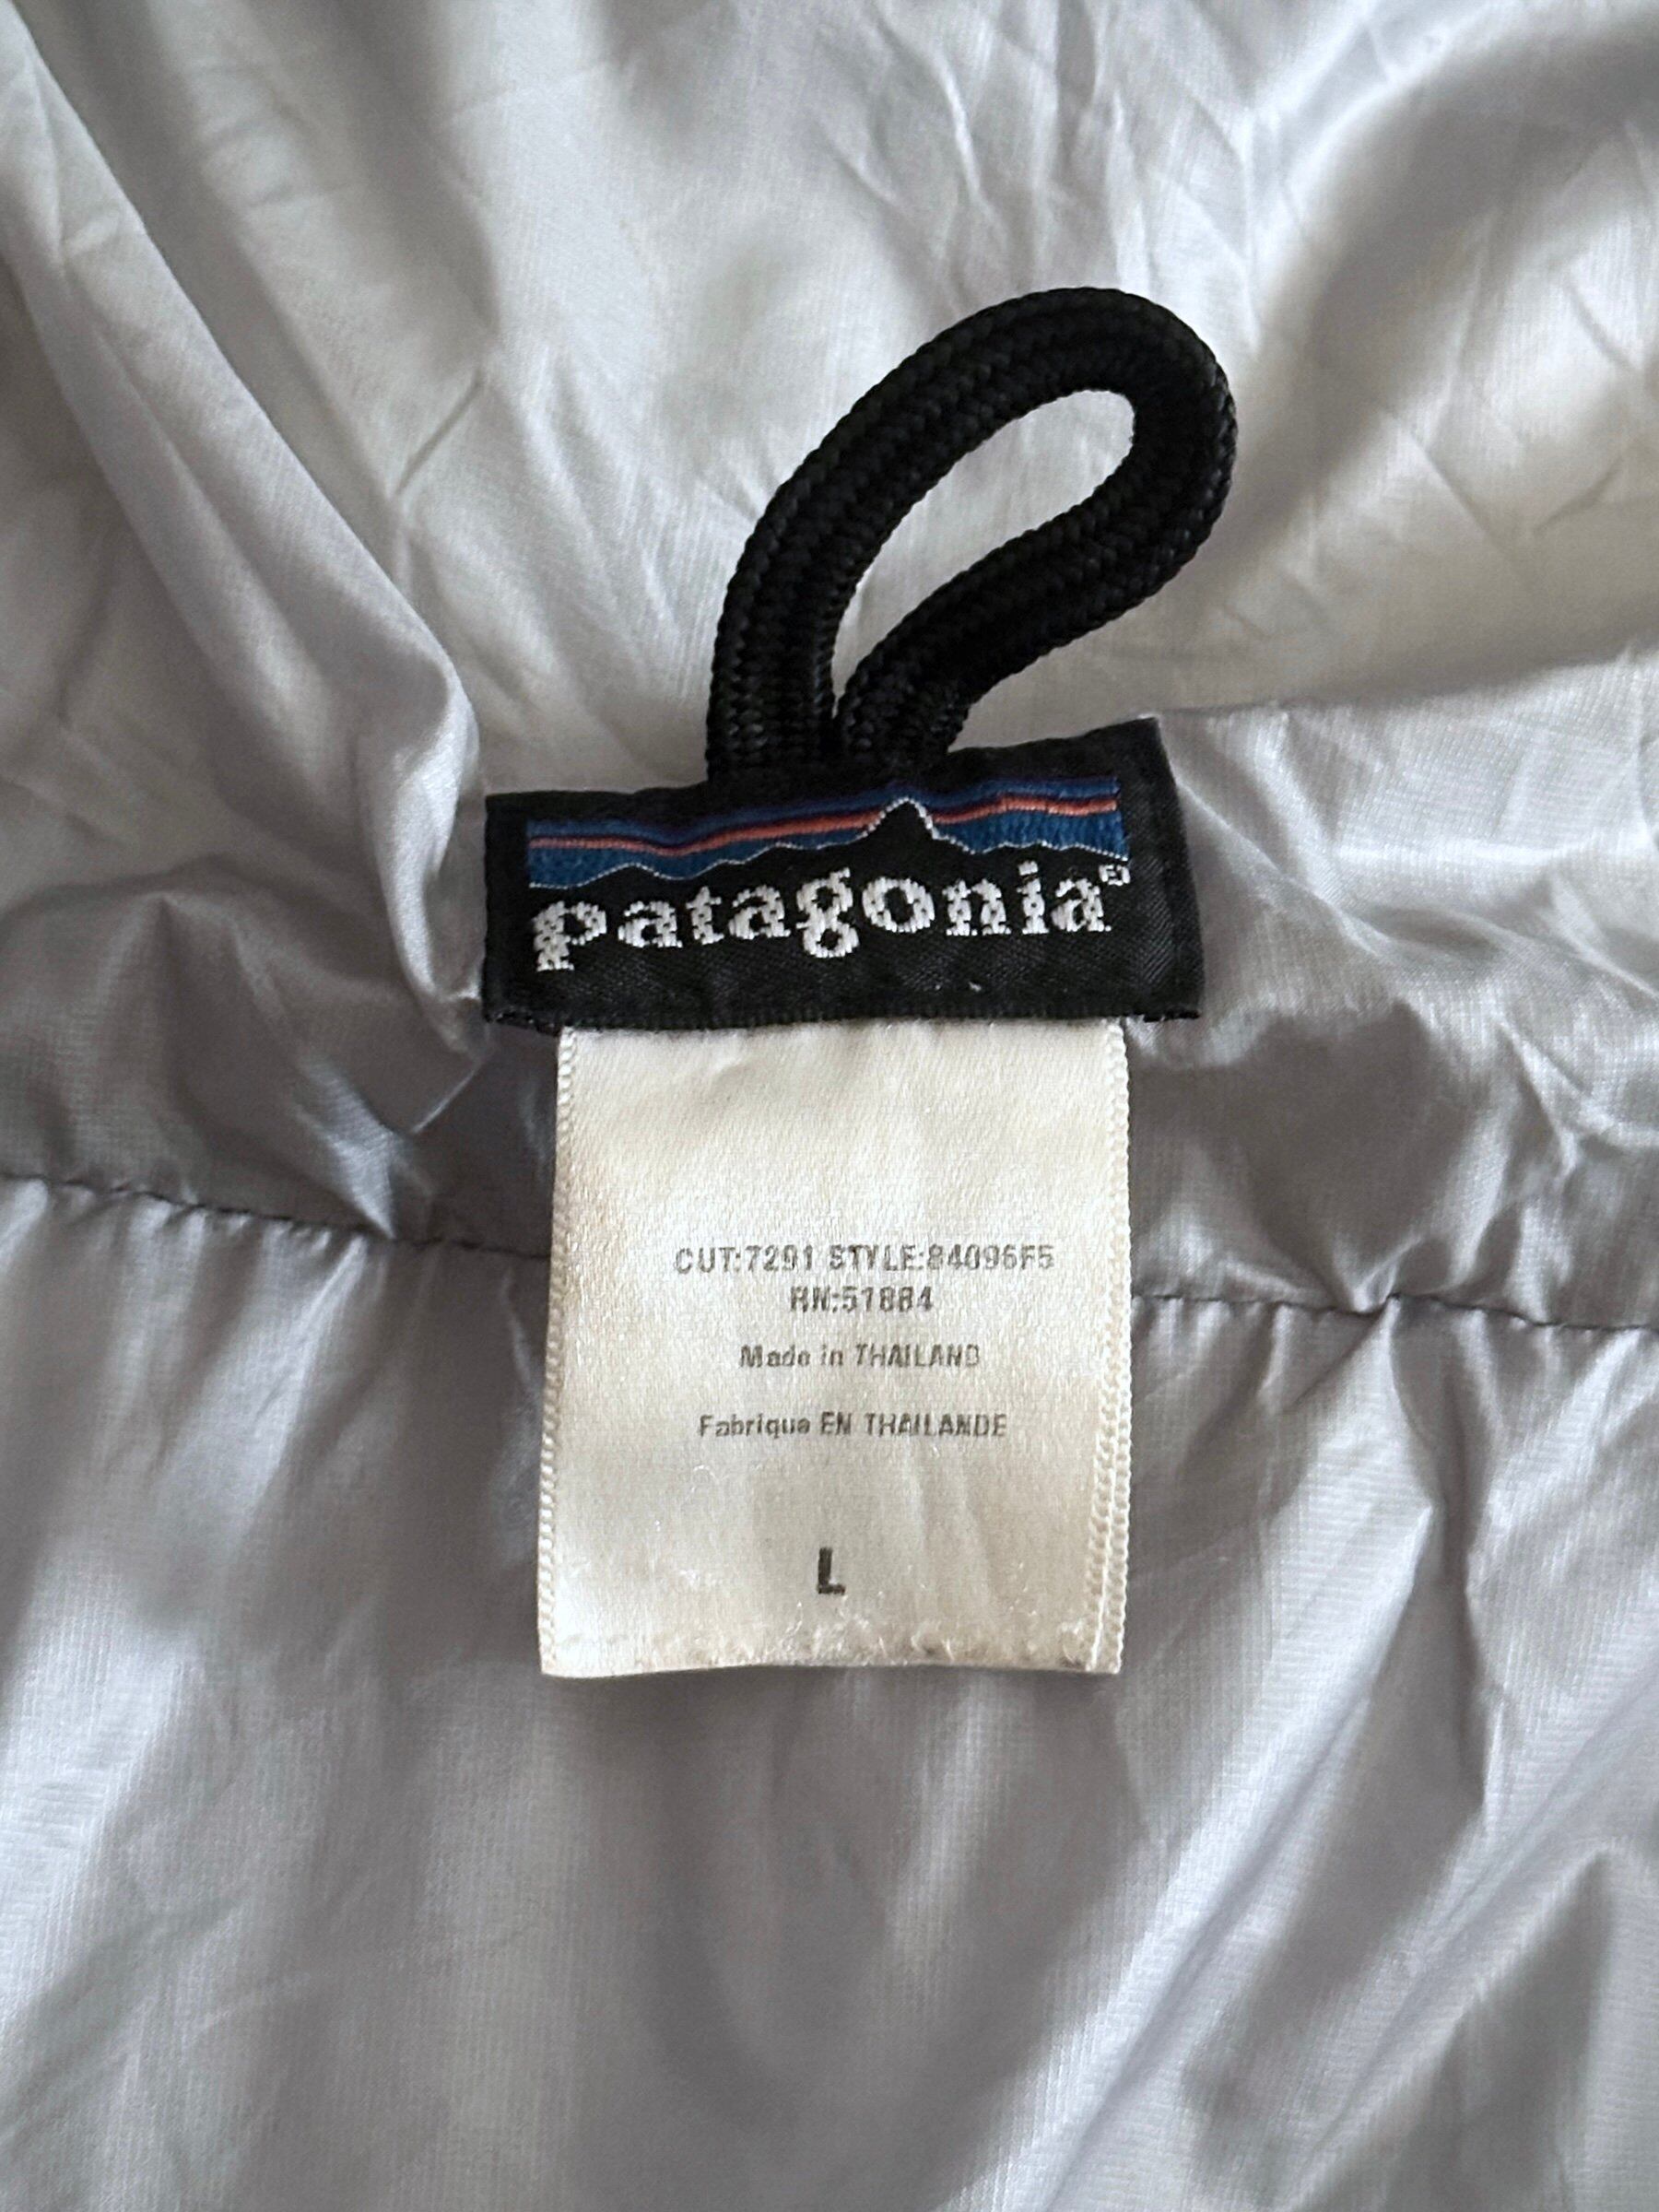 patagonia®
CUT:7291 STYLE:84096F5
RN:51884
Made in THAILAND
Fabriqua EN THAILANDE
L